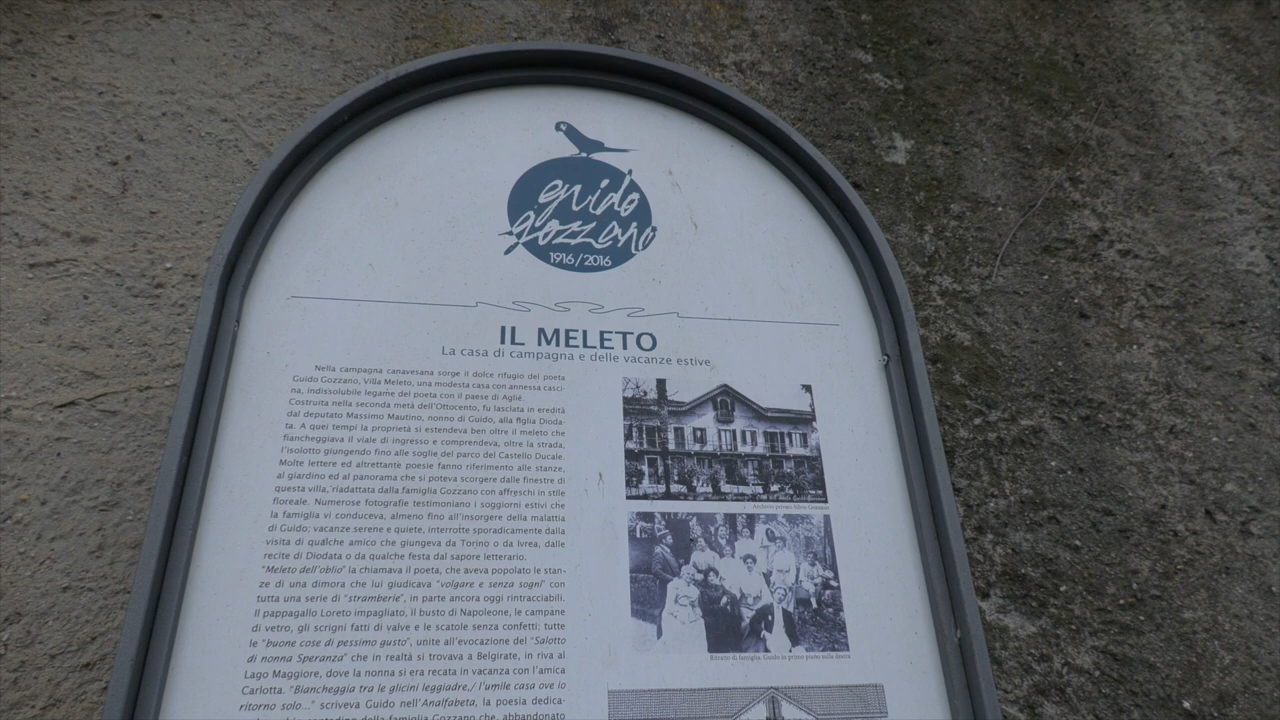 guido
gozzano
1916/2016
IL MELETO
La casa di campagna e delle vacanze estive
Nella campagna canavesana sorge il dolce rifugio del poeta
Guido Gozzano, Villa Meleto, una modesta casa con annessa casci-
na, indissolubile legame del poeta con il paese di Agliè.
Costruita nella seconda metà dell'Ottocento, fu lasciata in eredità
dal deputato Massimo Mautino, nonno di Guido, alla figlia Dioda-
ta. A quei tempi la proprietà si estendeva ben oltre il meleto che
fiancheggiava il viale di ingresso e comprendeva, oltre la strada,
l'isolotto giungendo fino alle soglie del parco del Castello Ducale.
Molte lettere ed altrettante poesie fanno riferimento alle stanze,
al giardino ed al panorama che si poteva scorgere dalle finestre di
questa villa, riadattata dalla famiglia Gozzano con affreschi in stile
floreale. Numerose fotografie testimoniano i soggiorni estivi che
la famiglia vi conduceva, almeno fino all'insorgere della malattia
di Guido; vacanze serene e quiete, interrotte sporadicamente dalla
visita di qualche amico che giungeva da Torino o da Ivrea, dalle
recite di Diodata o da qualche festa dal sapore letterario.
"Meleto dell'oblio" la chiamava il poeta, che aveva popolato le stan-
ze di una dimora che lui giudicava "volgare e senza sogni" con
tutta una serie di "stramberie", in parte ancora oggi rintracciabili.
Il pappagallo Loreto impagliato, il busto di Napoleone, le campane
di vetro, gli scrigni fatti di valve e le scatole senza confetti; tutte
le "buone cose di pessimo gusto", unite all'evocazione del "Salotto
di nonna Speranza" che in realtà si trovava a Belgirate, in riva al
Lago Maggiore, dove la nonna si era recata in vacanza con l'amica
Carlotta. "Biancheggia tra le glicini leggiadre,/ l'umile casa ove io
ritorno solo..." scriveva Guido nell'Analfabeta, la poesia dedica-
contadino della famiglia Gozzano che, abbandonato
Archivio privato Silvia Gozzano
Ritratto di famiglia, Guido in primo piano sulla destra